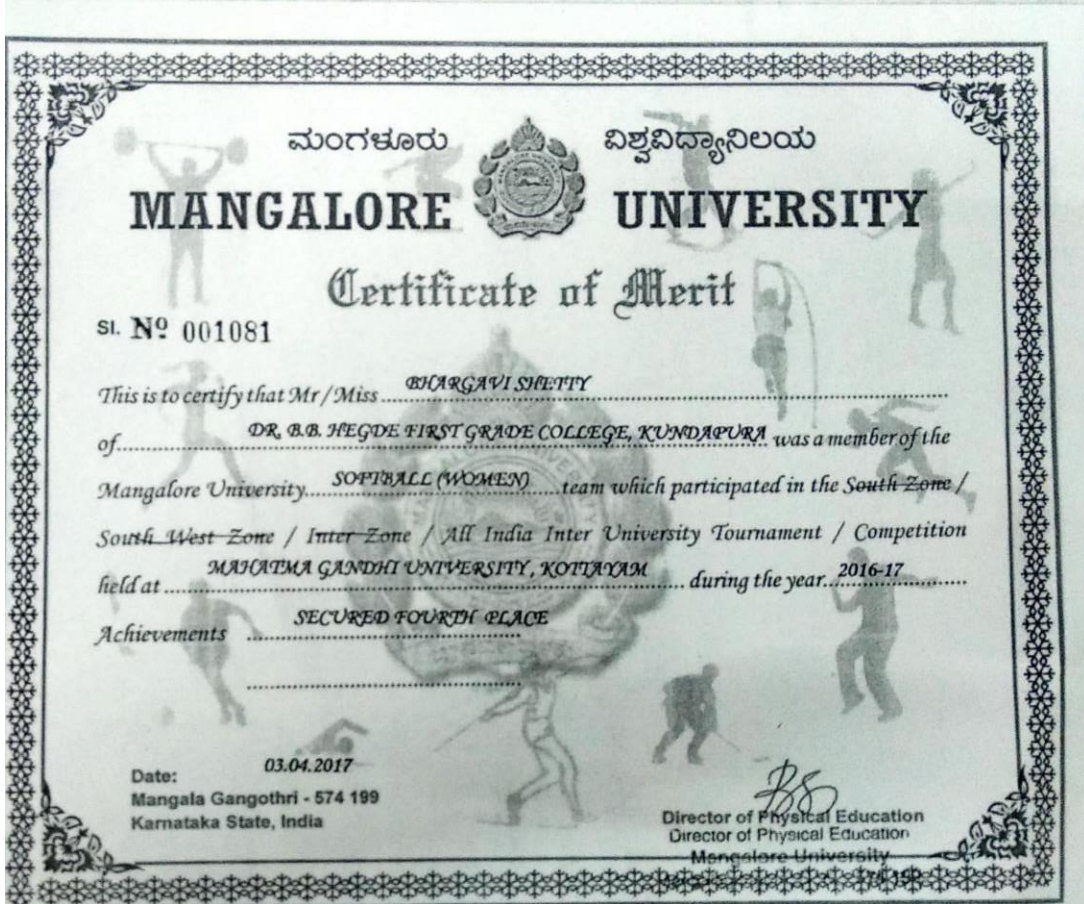 ಮಂಗಳೂರು ವಿಶ್ವವಿದ್ಯಾನಿಲಯ
MANGALORE UNIVERSITY
Certificate of Merit
Sl. Nº 001081
This is to certify that Mr/Miss BHARGAVI SHETTY
of DR. B.B. HEGDE FIRST GRADE COLLEGE, KUNDAPURA was a member of the
Mangalore University SOFTBALL (WOMEN) team which participated in the South Zone /
South West Zone / Inter Zone / All India Inter University Tournament / Competition
held at MAHATMA GANDHI UNIVERSITY, KOTTAYAM during the year 2016-17
Achievements SECURED FOURTH PLACE
Date: 03.04.2017
Mangala Gangothri - 574 199
Karnataka State, India
Director of Physical Education
Director of Physical Education
Mangalore University